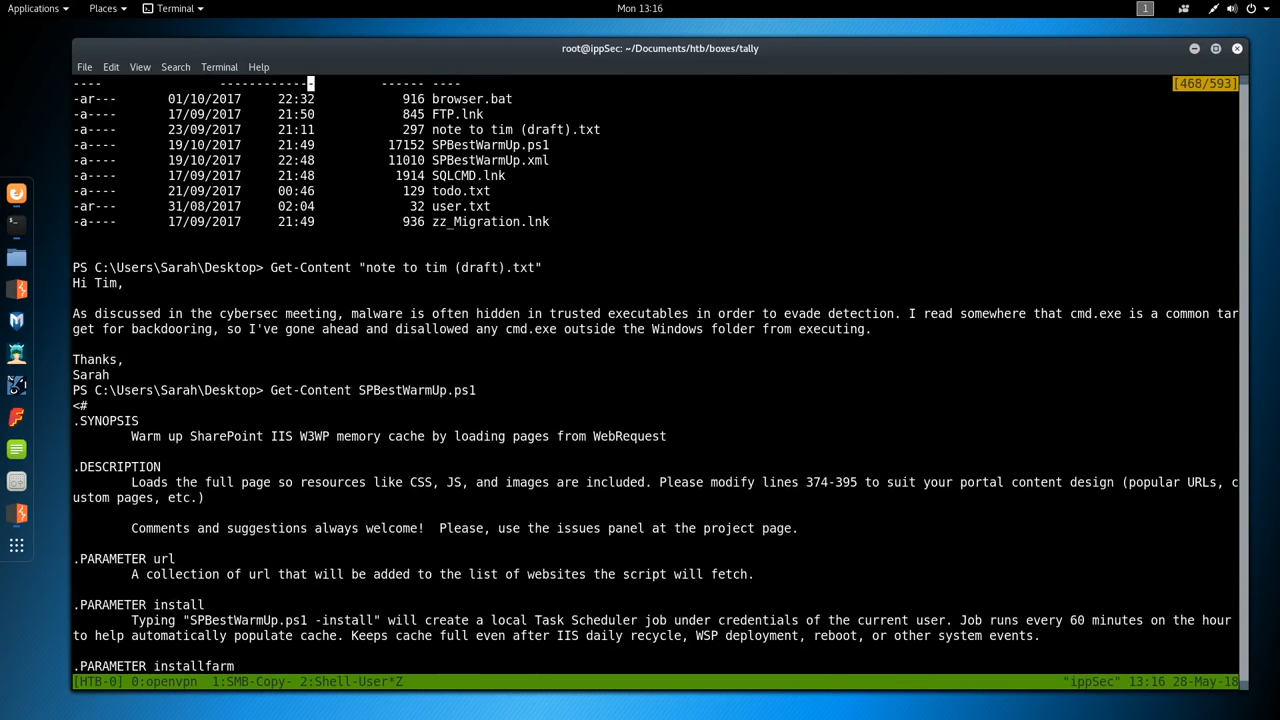 Applications Places Terminal Mon 13:16 1
root@ippSec: ~/Documents/htb/boxes/tally
File Edit View Search Terminal Help
---- ------------- ------ ---- [468/593]
-ar--- 01/10/2017 22:32 916 browser.bat
-a---- 17/09/2017 21:50 845 FTP.lnk
-a---- 23/09/2017 21:11 297 note to tim (draft).txt
-a---- 19/10/2017 21:49 17152 SPBestWarmUp.ps1
-a---- 19/10/2017 22:48 11010 SPBestWarmUp.xml
-a---- 17/09/2017 21:48 1914 SQLCMD.lnk
-a---- 21/09/2017 00:46 129 todo.txt
-ar--- 31/08/2017 02:04 32 user.txt
-a---- 17/09/2017 21:49 936 zz_Migration.lnk
PS C:\Users\Sarah\Desktop> Get-Content "note to tim (draft).txt"
Hi Tim,
As discussed in the cybersec meeting, malware is often hidden in trusted executables in order to evade detection. I read somewhere that cmd.exe is a common tar
get for backdooring, so I've gone ahead and disallowed any cmd.exe outside the Windows folder from executing.
Thanks,
Sarah
PS C:\Users\Sarah\Desktop> Get-Content SPBestWarmUp.ps1
<#
.SYNOPSIS
Warm up SharePoint IIS W3WP memory cache by loading pages from WebRequest
.DESCRIPTION
Loads the full page so resources like CSS, JS, and images are included. Please modify lines 374-395 to suit your portal content design (popular URLs, c
ustom pages, etc.)
Comments and suggestions always welcome! Please, use the issues panel at the project page.
.PARAMETER url
A collection of url that will be added to the list of websites the script will fetch.
.PARAMETER install
Typing "SPBestWarmUp.ps1 -install" will create a local Task Scheduler job under credentials of the current user. Job runs every 60 minutes on the hour
to help automatically populate cache. Keeps cache full even after IIS daily recycle, WSP deployment, reboot, or other system events.
.PARAMETER installfarm
[HTB-0] 0:openvpn 1:SMB-Copy- 2:Shell-User*Z "ippSec" 13:16 28-May-18